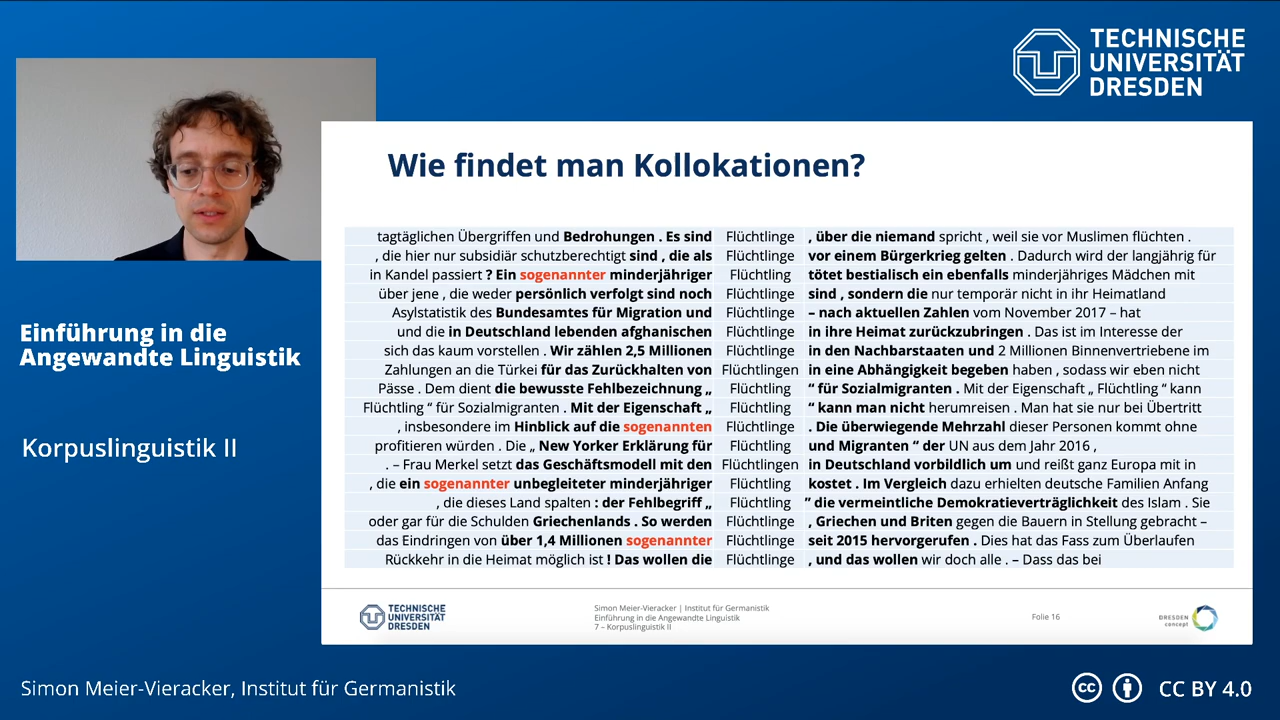 TECHNISCHE
UNIVERSITÄT
DRESDEN
Wie findet man Kollokationen?
tagtäglichen Übergriffen und Bedrohungen . Es sind Flüchtlinge , über die niemand spricht , weil sie vor Muslimen flüchten .
, die hier nur subsidiär schutzberechtigt sind , die als Flüchtlinge vor einem Bürgerkrieg gelten . Dadurch wird der langjährig für
in Kandel passiert ? Ein sogenannter minderjähriger Flüchtling tötet bestialisch ein ebenfalls minderjähriges Mädchen mit
über jene , die weder persönlich verfolgt sind noch Flüchtlinge sind , sondern die nur temporär nicht in ihr Heimatland
Asylstatistik des Bundesamtes für Migration und Flüchtlinge – nach aktuellen Zahlen vom November 2017 – hat
und die in Deutschland lebenden afghanischen Flüchtlinge in ihre Heimat zurückzubringen . Das ist im Interesse der
sich das kaum vorstellen . Wir zählen 2,5 Millionen Flüchtlinge in den Nachbarstaaten und 2 Millionen Binnenvertriebene im
Zahlungen an die Türkei für das Zurückhalten von Flüchtlingen in eine Abhängigkeit begeben haben , sodass wir eben nicht
Pässe . Dem dient die bewusste Fehlbezeichnung „ Flüchtling “ für Sozialmigranten . Mit der Eigenschaft „ Flüchtling “ kann
Flüchtling “ für Sozialmigranten . Mit der Eigenschaft „ Flüchtling “ kann man nicht herumreisen . Man hat sie nur bei Übertritt
, insbesondere im Hinblick auf die sogenannten Flüchtlinge . Die überwiegende Mehrzahl dieser Personen kommt ohne
profitieren würden . Die „ New Yorker Erklärung für Flüchtlinge und Migranten “ der UN aus dem Jahr 2016 ,
. – Frau Merkel setzt das Geschäftsmodell mit den Flüchtlingen in Deutschland vorbildlich um und reißt ganz Europa mit in
, die ein sogenannter unbegleiteter minderjähriger Flüchtling kostet . Im Vergleich dazu erhielten deutsche Familien Anfang
, die dieses Land spalten : der Fehlbegriff „ Flüchtling ” die vermeintliche Demokratieverträglichkeit des Islam . Sie
oder gar für die Schulden Griechenlands . So werden Flüchtlinge , Griechen und Briten gegen die Bauern in Stellung gebracht –
das Eindringen von über 1,4 Millionen sogenannter Flüchtlinge seit 2015 hervorgerufen . Dies hat das Fass zum Überlaufen
Rückkehr in die Heimat möglich ist ! Das wollen die Flüchtlinge , und das wollen wir doch alle . – Dass das bei
TECHNISCHE
UNIVERSITÄT
DRESDEN
Simon Meier-Vieracker | Institut für Germanistik
Einführung in die Angewandte Linguistik
7 – Korpuslinguistik II
Folie 16
DRESDEN
concept
Einführung in die
Angewandte Linguistik
Korpuslinguistik II
Simon Meier-Vieracker, Institut für Germanistik
cc
CC BY 4.0